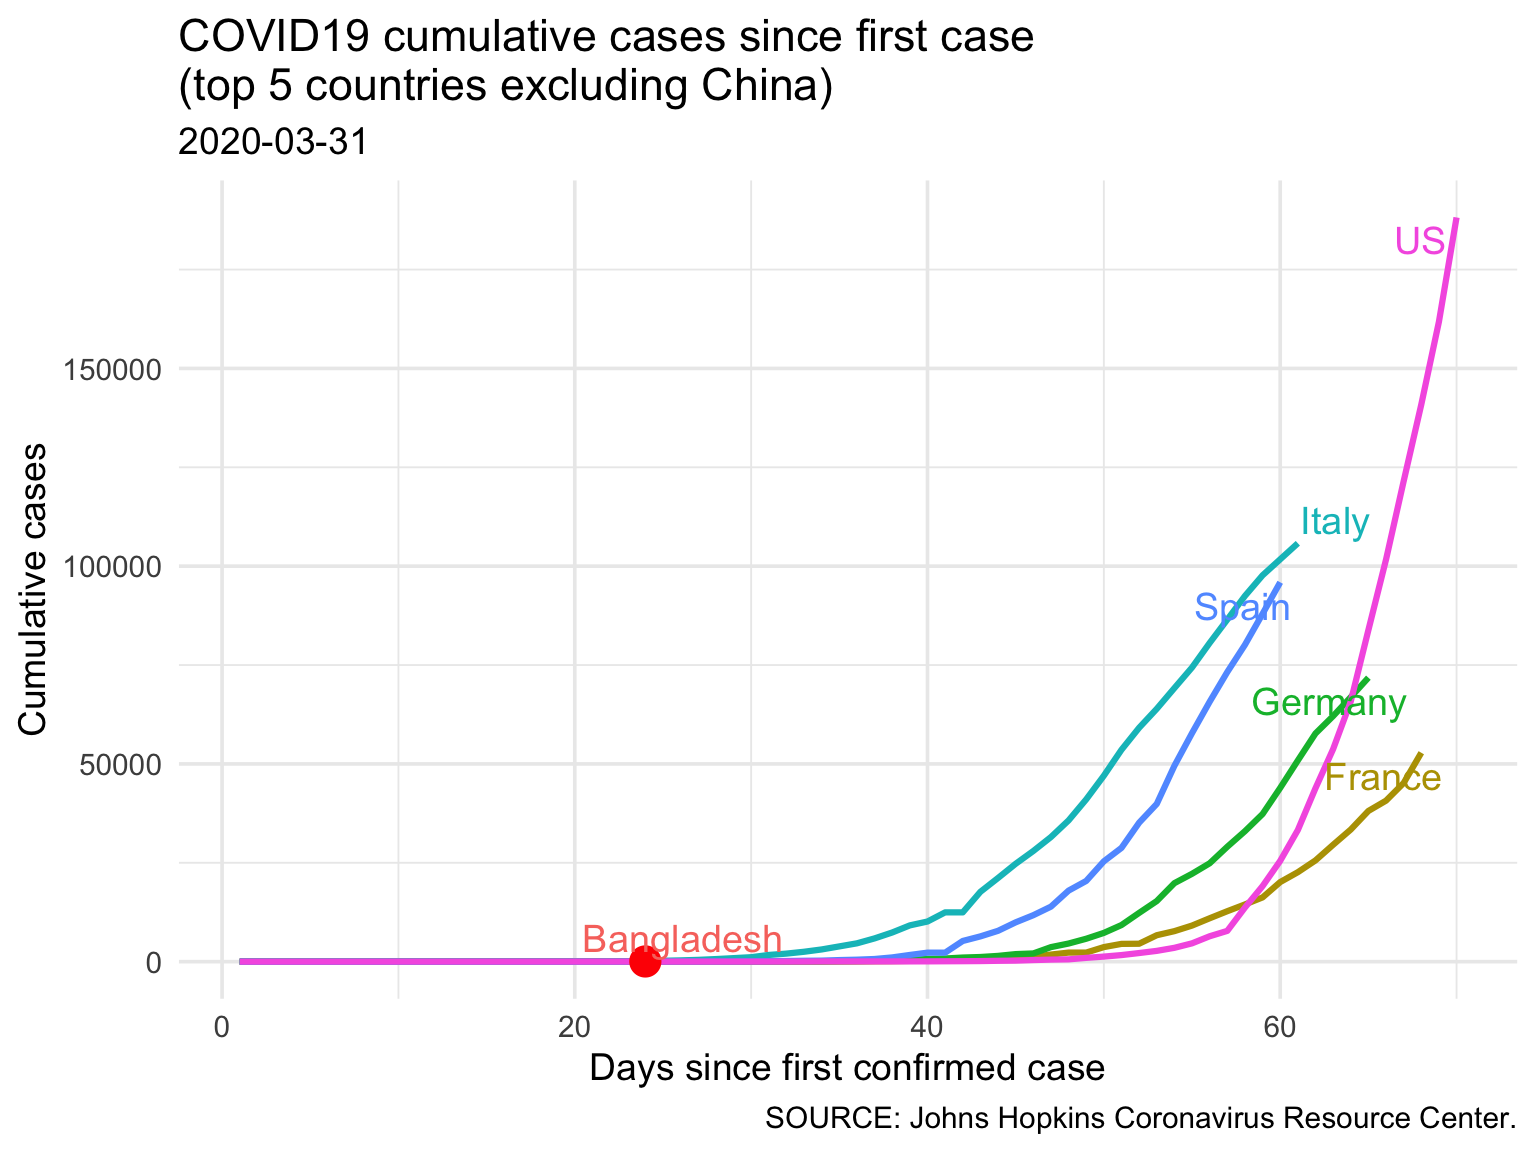 COVID19 cumulative cases since first case
(top 5 countries excluding China)
2020-03-31
Cumulative cases
150000
100000
50000
0
US
Italy
Spain
Germany
France
Bangladesh
0 20 40 60
Days since first confirmed case
SOURCE: Johns Hopkins Coronavirus Resource Center.